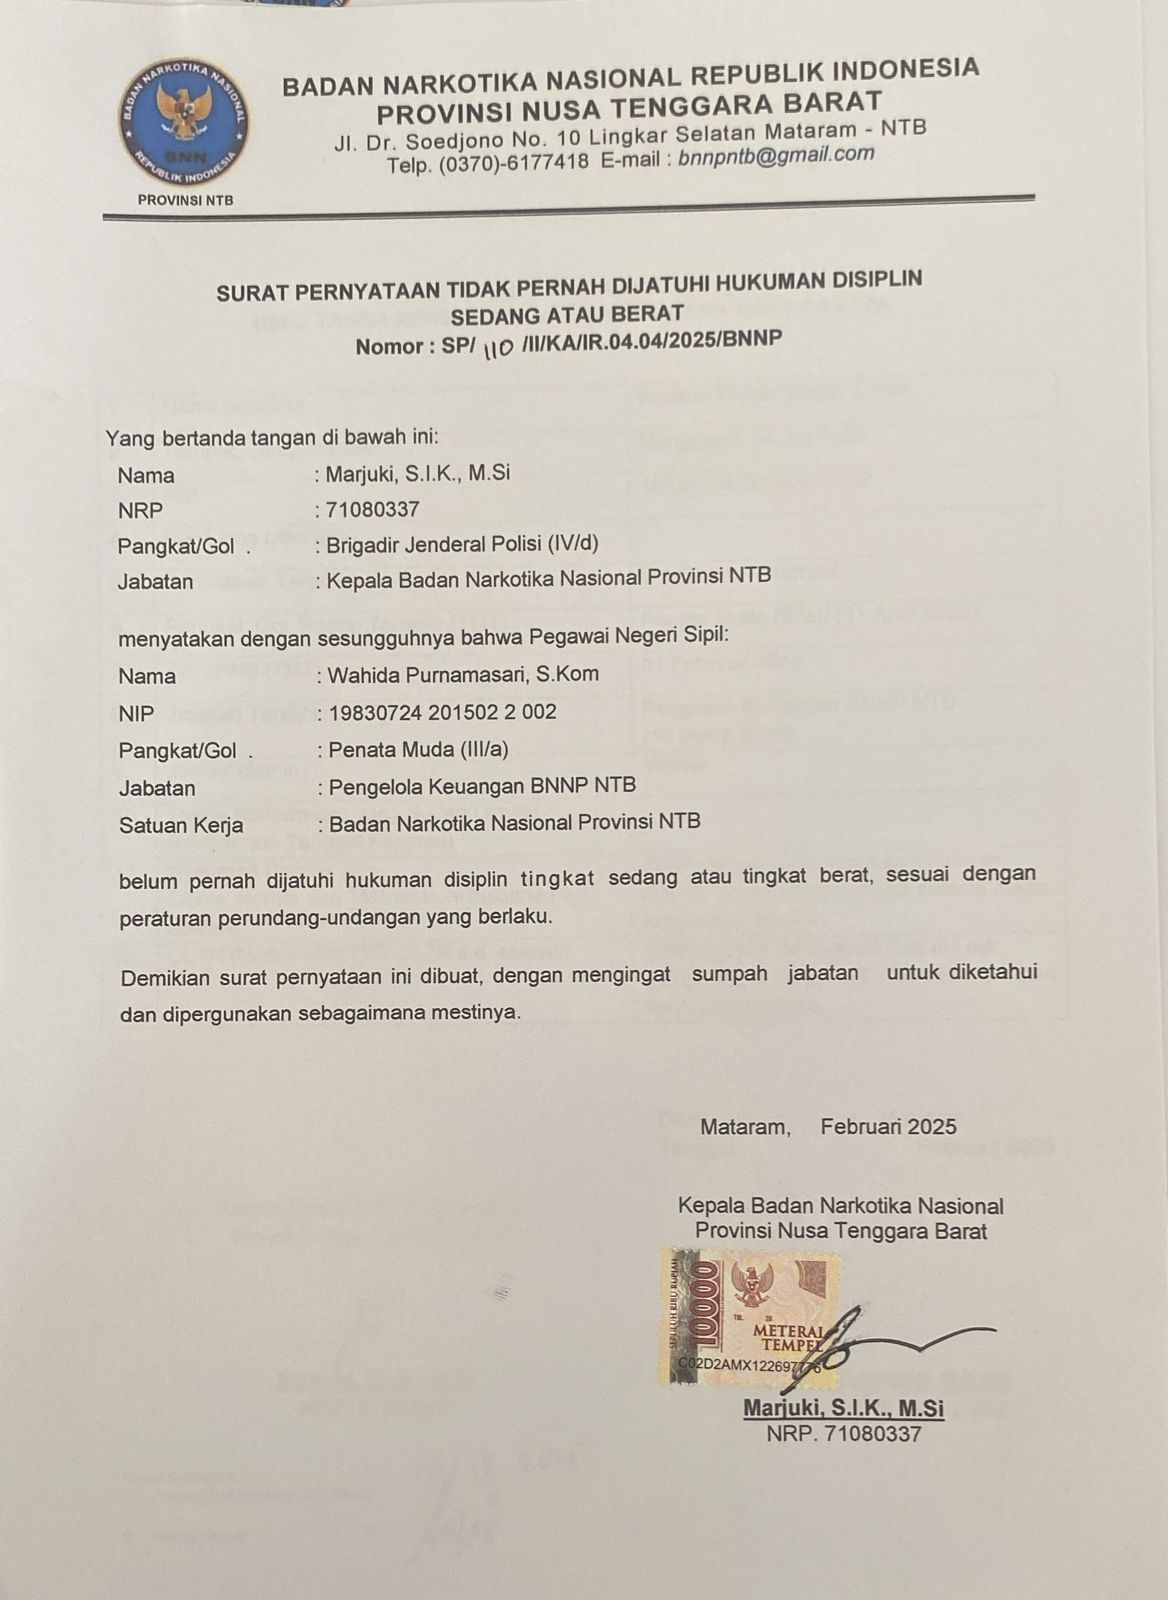 BADAN NARKOTIKA NASIONAL
BNN
REPUBLIK INDONESIA
PROVINSI NTB
BADAN NARKOTIKA NASIONAL REPUBLIK INDONESIA
PROVINSI NUSA TENGGARA BARAT
Jl. Dr. Soedjono No. 10 Lingkar Selatan Mataram - NTB
Telp. (0370)-6177418 E-mail : bnnpntb@gmail.com
SURAT PERNYATAAN TIDAK PERNAH DIJATUHI HUKUMAN DISIPLIN
SEDANG ATAU BERAT
Nomor : SP/ 110 /II/KA/IR.04.04/2025/BNNP
Yang bertanda tangan di bawah ini:
Nama : Marjuki, S.I.K., M.Si
NRP : 71080337
Pangkat/Gol . : Brigadir Jenderal Polisi (IV/d)
Jabatan : Kepala Badan Narkotika Nasional Provinsi NTB
menyatakan dengan sesungguhnya bahwa Pegawai Negeri Sipil:
Nama : Wahida Purnamasari, S.Kom
NIP : 19830724 201502 2 002
Pangkat/Gol . : Penata Muda (III/a)
Jabatan : Pengelola Keuangan BNNP NTB
Satuan Kerja : Badan Narkotika Nasional Provinsi NTB
belum pernah dijatuhi hukuman disiplin tingkat sedang atau tingkat berat, sesuai dengan
peraturan perundang-undangan yang berlaku.
Demikian surat pernyataan ini dibuat, dengan mengingat sumpah jabatan untuk diketahui
dan dipergunakan sebagaimana mestinya.
Mataram, Februari 2025
Kepala Badan Narkotika Nasional
Provinsi Nusa Tenggara Barat
SEPULUH RIBU RUPIAH
10000
TGL. 20
METERAI
TEMPEL
C02D2AMX122697776
Marjuki, S.I.K., M.Si
NRP. 71080337